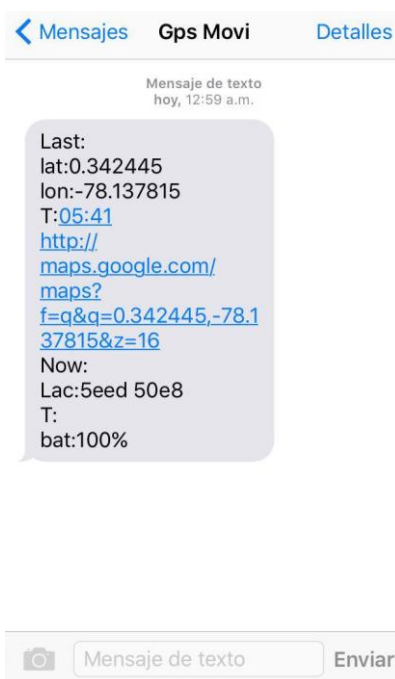 Mensajes Gps Movi Detalles
Mensaje de texto
hoy, 12:59 a.m.
Last:
lat:0.342445
lon:-78.137815
T:05:41
http://
maps.google.com/
maps?
f=q&q=0.342445,-78.1
37815&z=16
Now:
Lac:5eed 50e8
T:
bat:100%
Mensaje de texto Enviar